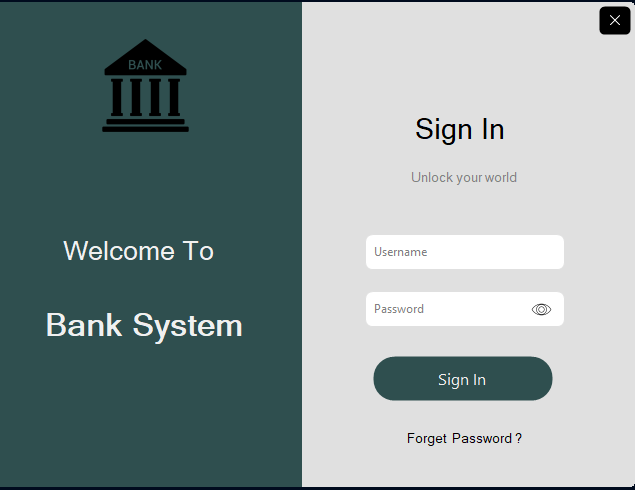 BANK
Welcome To
Bank System
Sign In
Unlock your world
Username
Password
Sign In
Forget Password ?